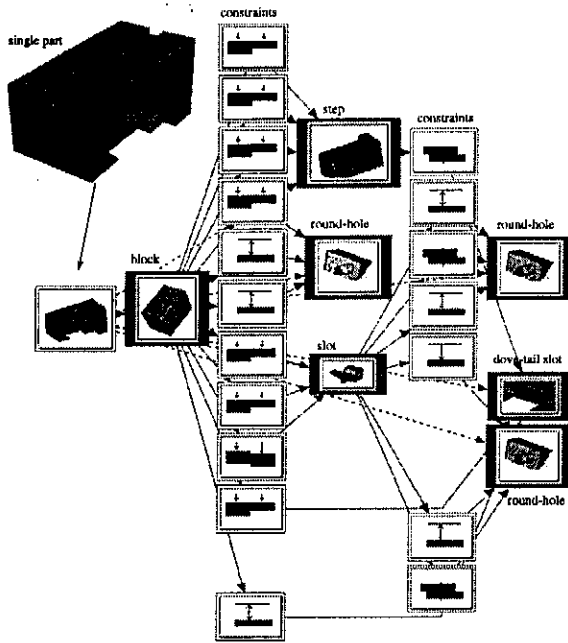 constraints
single part
step
constraints
round-hole
round-hole
block
slot
dove-tail slot
round-hole